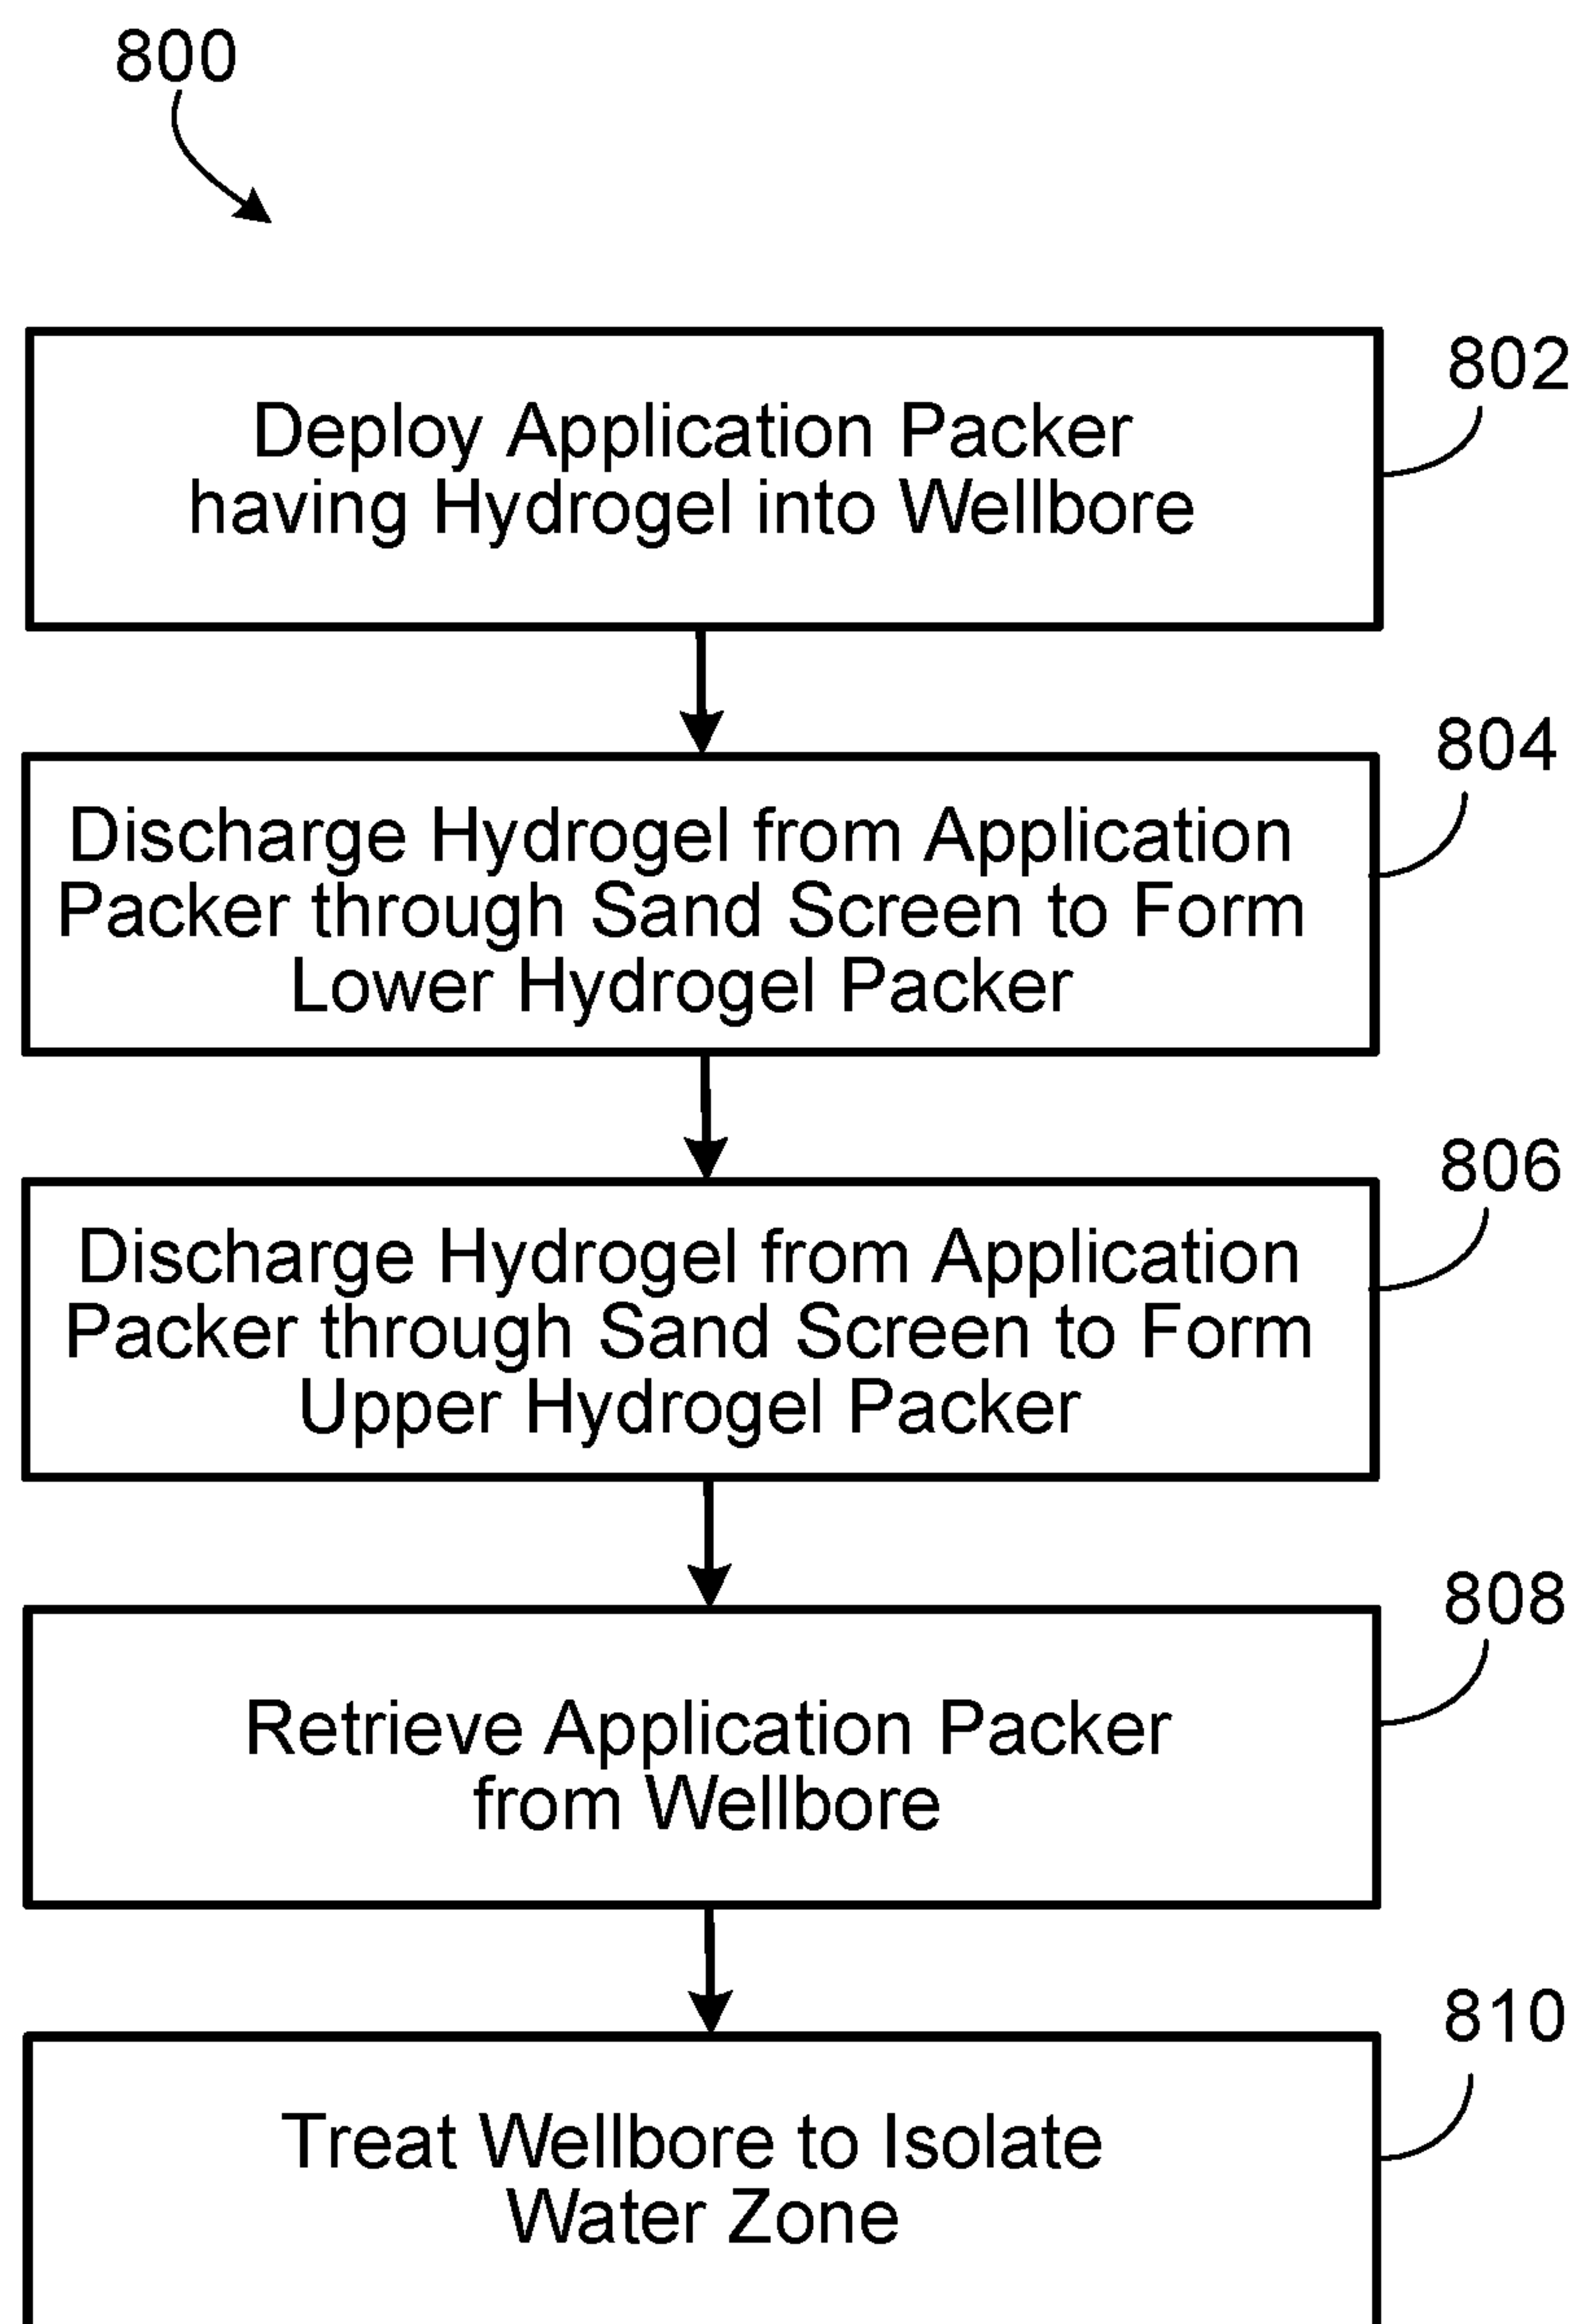 800
802
Deploy Application Packer
having Hydrogel into Wellbore
804
Discharge Hydrogel from Application
Packer through Sand Screen to Form
Lower Hydrogel Packer
806
Discharge Hydrogel from Application
Packer through Sand Screen to Form
Upper Hydrogel Packer
808
Retrieve Application Packer
from Wellbore
810
Treat Wellbore to Isolate
Water Zone